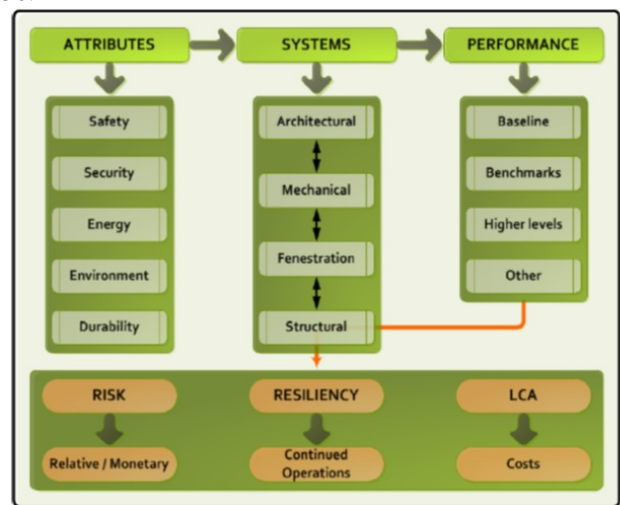 ATTRIBUTES
SYSTEMS
PERFORMANCE
Safety
Security
Energy
Environment
Durability
Architectural
Mechanical
Fenestration
Structural
Baseline
Benchmarks
Higher levels
Other
RISK
RESILIENCY
LCA
Relative / Monetary
Continued
Operations
Costs